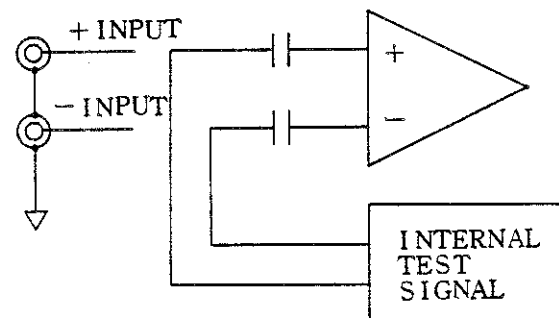 + INPUT
- INPUT
+
-
INTERNAL
TEST
SIGNAL